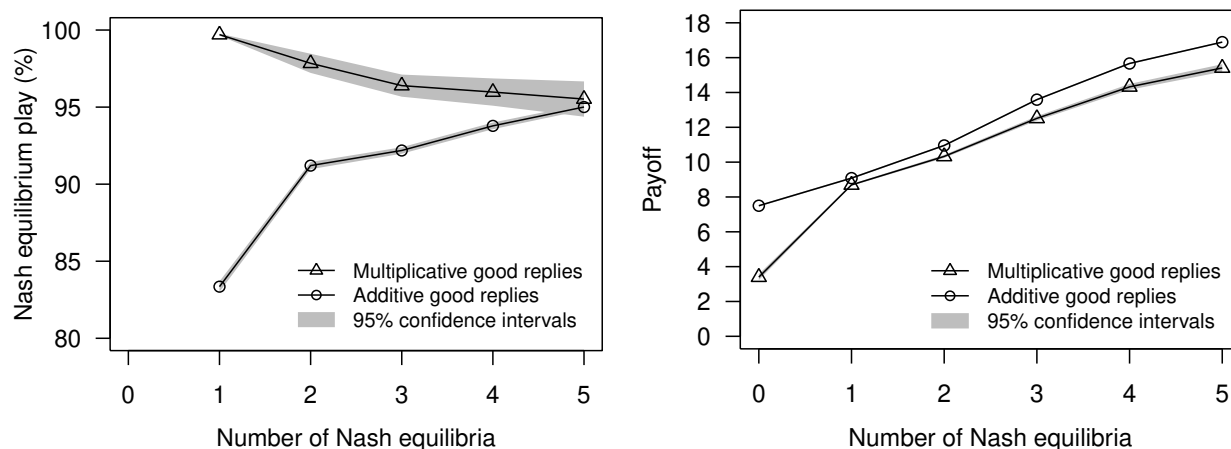 Nash equilibrium play (%)
100
95
90
85
80
Multiplicative good replies
Additive good replies
95% confidence intervals
0 1 2 3 4 5
Number of Nash equilibria
Payoff
18
16
14
12
10
8
6
4
2
0
Multiplicative good replies
Additive good replies
95% confidence intervals
0 1 2 3 4 5
Number of Nash equilibria